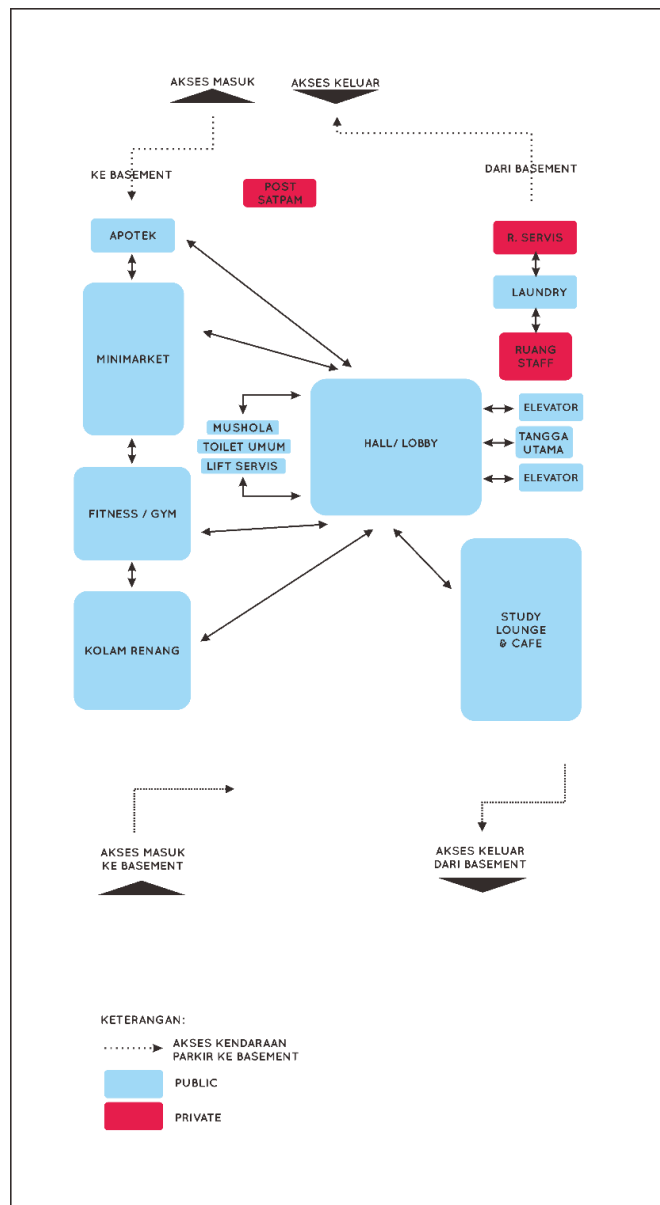 AKSES MASUK
AKSES KELUAR
KE BASEMENT
DARI BASEMENT
POST
SATPAM
APOTEK
R. SERVIS
LAUNDRY
MINIMARKET
RUANG
STAFF
HALL/ LOBBY
ELEVATOR
MUSHOLA
TOILET UMUM
LIFT SERVIS
TANGGA
UTAMA
ELEVATOR
FITNESS / GYM
KOLAM RENANG
STUDY
LOUNGE
& CAFE
AKSES MASUK
KE BASEMENT
AKSES KELUAR
DARI BASEMENT
KETERANGAN:
AKSES KENDARAAN
PARKIR KE BASEMENT
PUBLIC
PRIVATE